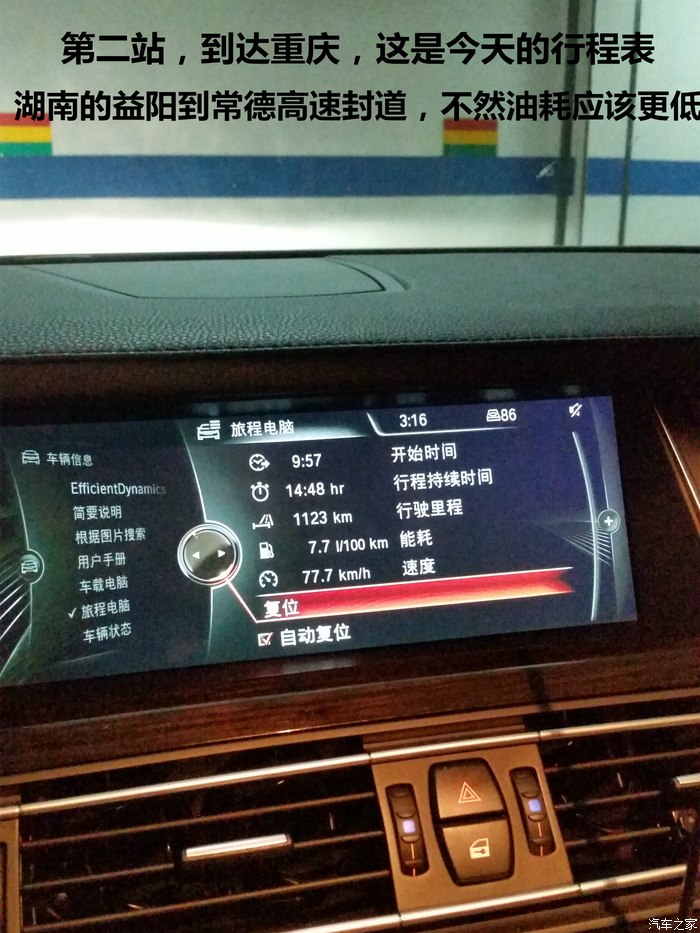 第二站，到达重庆，这是今天的行程表
湖南的益阳到常德高速封道，不然油耗应该更低
旅程电脑
3:16
86
车辆信息
EfficientDynamics
简要说明
根据图片搜索
用户手册
车载电脑
旅程电脑
车辆状态
9:57 开始时间
14:48 hr 行程持续时间
1123 km 行驶里程
7.7 l/100 km 能耗
77.7 km/h 速度
复位
自动复位
汽车之家